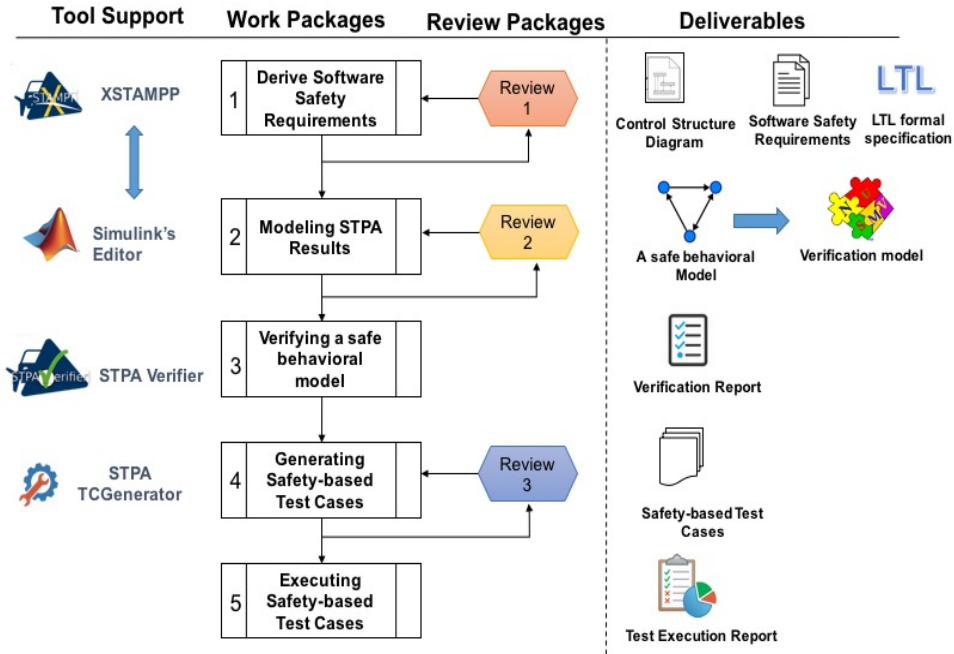 Tool Support
Work Packages
Review Packages
Deliverables
STAMPP
XSTAMPP
1
Derive Software
Safety
Requirements
Review
1
Control Structure
Diagram
Software Safety
Requirements
LTL
LTL formal
specification
Simulink's
Editor
2
Modeling STPA
Results
Review
2
A safe behavioral
Model
N U
S M V
Verification model
STPA Verified
STPA Verifier
3
Verifying a safe
behavioral
model
Verification Report
STPA
TCGenerator
4
Generating
Safety-based
Test Cases
Review
3
Safety-based Test
Cases
5
Executing
Safety-based
Test Cases
Test Execution Report